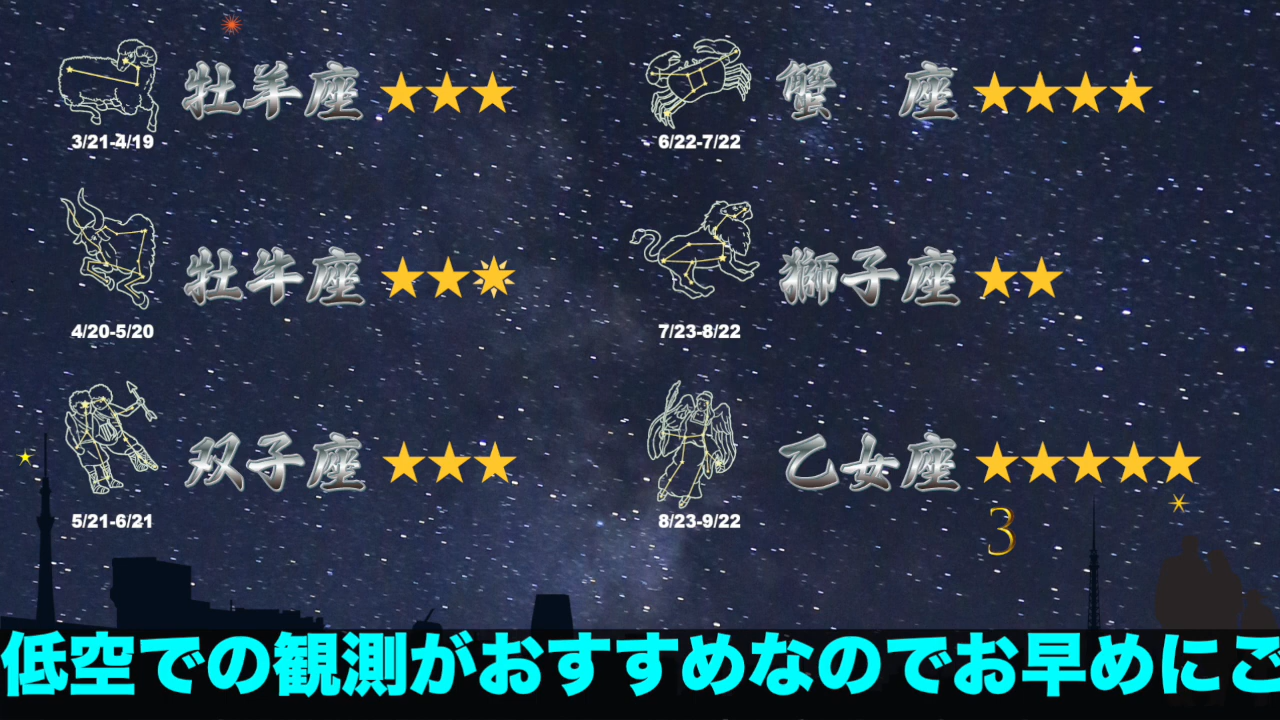 牡羊座 ★★★
3/21-4/19
牡牛座 ★★✸
4/20-5/20
双子座 ★★★
5/21-6/21
蟹 座 ★★★★
6/22-7/22
獅子座 ★★
7/23-8/22
乙女座 ★★★★★
8/23-9/22
3
低空での観測がおすすめなのでお早めにご